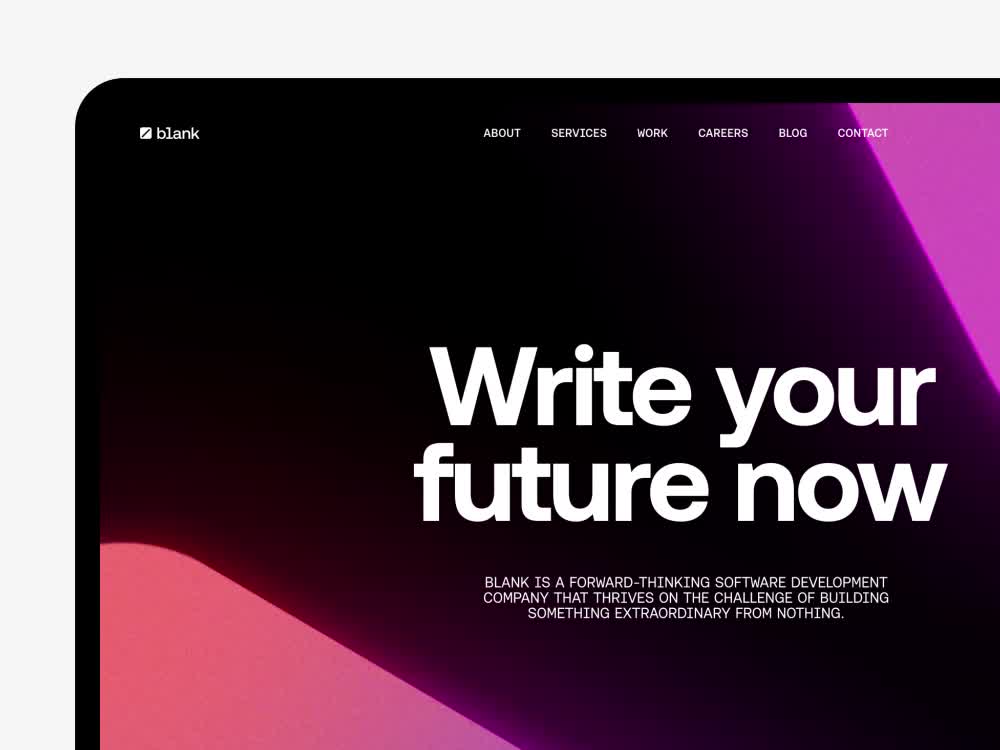 blank
ABOUT SERVICES WORK CAREERS BLOG CONTACT
Write your
future now
BLANK IS A FORWARD-THINKING SOFTWARE DEVELOPMENT
COMPANY THAT THRIVES ON THE CHALLENGE OF BUILDING
SOMETHING EXTRAORDINARY FROM NOTHING.